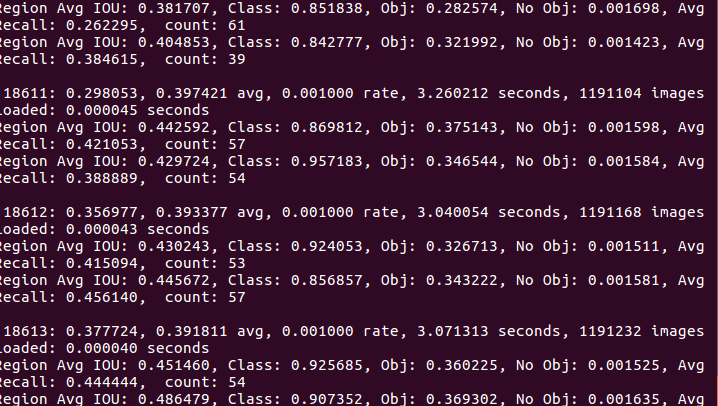 Region Avg IOU: 0.381707, Class: 0.851838, Obj: 0.282574, No Obj: 0.001698, Avg
Recall: 0.262295,  count: 61
Region Avg IOU: 0.404853, Class: 0.842777, Obj: 0.321992, No Obj: 0.001423, Avg
Recall: 0.384615,  count: 39
18611: 0.298053, 0.397421 avg, 0.001000 rate, 3.260212 seconds, 1191104 images
Loaded: 0.000045 seconds
Region Avg IOU: 0.442592, Class: 0.869812, Obj: 0.375143, No Obj: 0.001598, Avg
Recall: 0.421053,  count: 57
Region Avg IOU: 0.429724, Class: 0.957183, Obj: 0.346544, No Obj: 0.001584, Avg
Recall: 0.388889,  count: 54
18612: 0.356977, 0.393377 avg, 0.001000 rate, 3.040054 seconds, 1191168 images
Loaded: 0.000043 seconds
Region Avg IOU: 0.430243, Class: 0.924053, Obj: 0.326713, No Obj: 0.001511, Avg
Recall: 0.415094,  count: 53
Region Avg IOU: 0.445672, Class: 0.856857, Obj: 0.343222, No Obj: 0.001581, Avg
Recall: 0.456140,  count: 57
18613: 0.377724, 0.391811 avg, 0.001000 rate, 3.071313 seconds, 1191232 images
Loaded: 0.000040 seconds
Region Avg IOU: 0.451460, Class: 0.925685, Obj: 0.360225, No Obj: 0.001525, Avg
Recall: 0.444444,  count: 54
Region Avg IOU: 0.486479, Class: 0.907352, Obj: 0.369302, No Obj: 0.001635, Avg